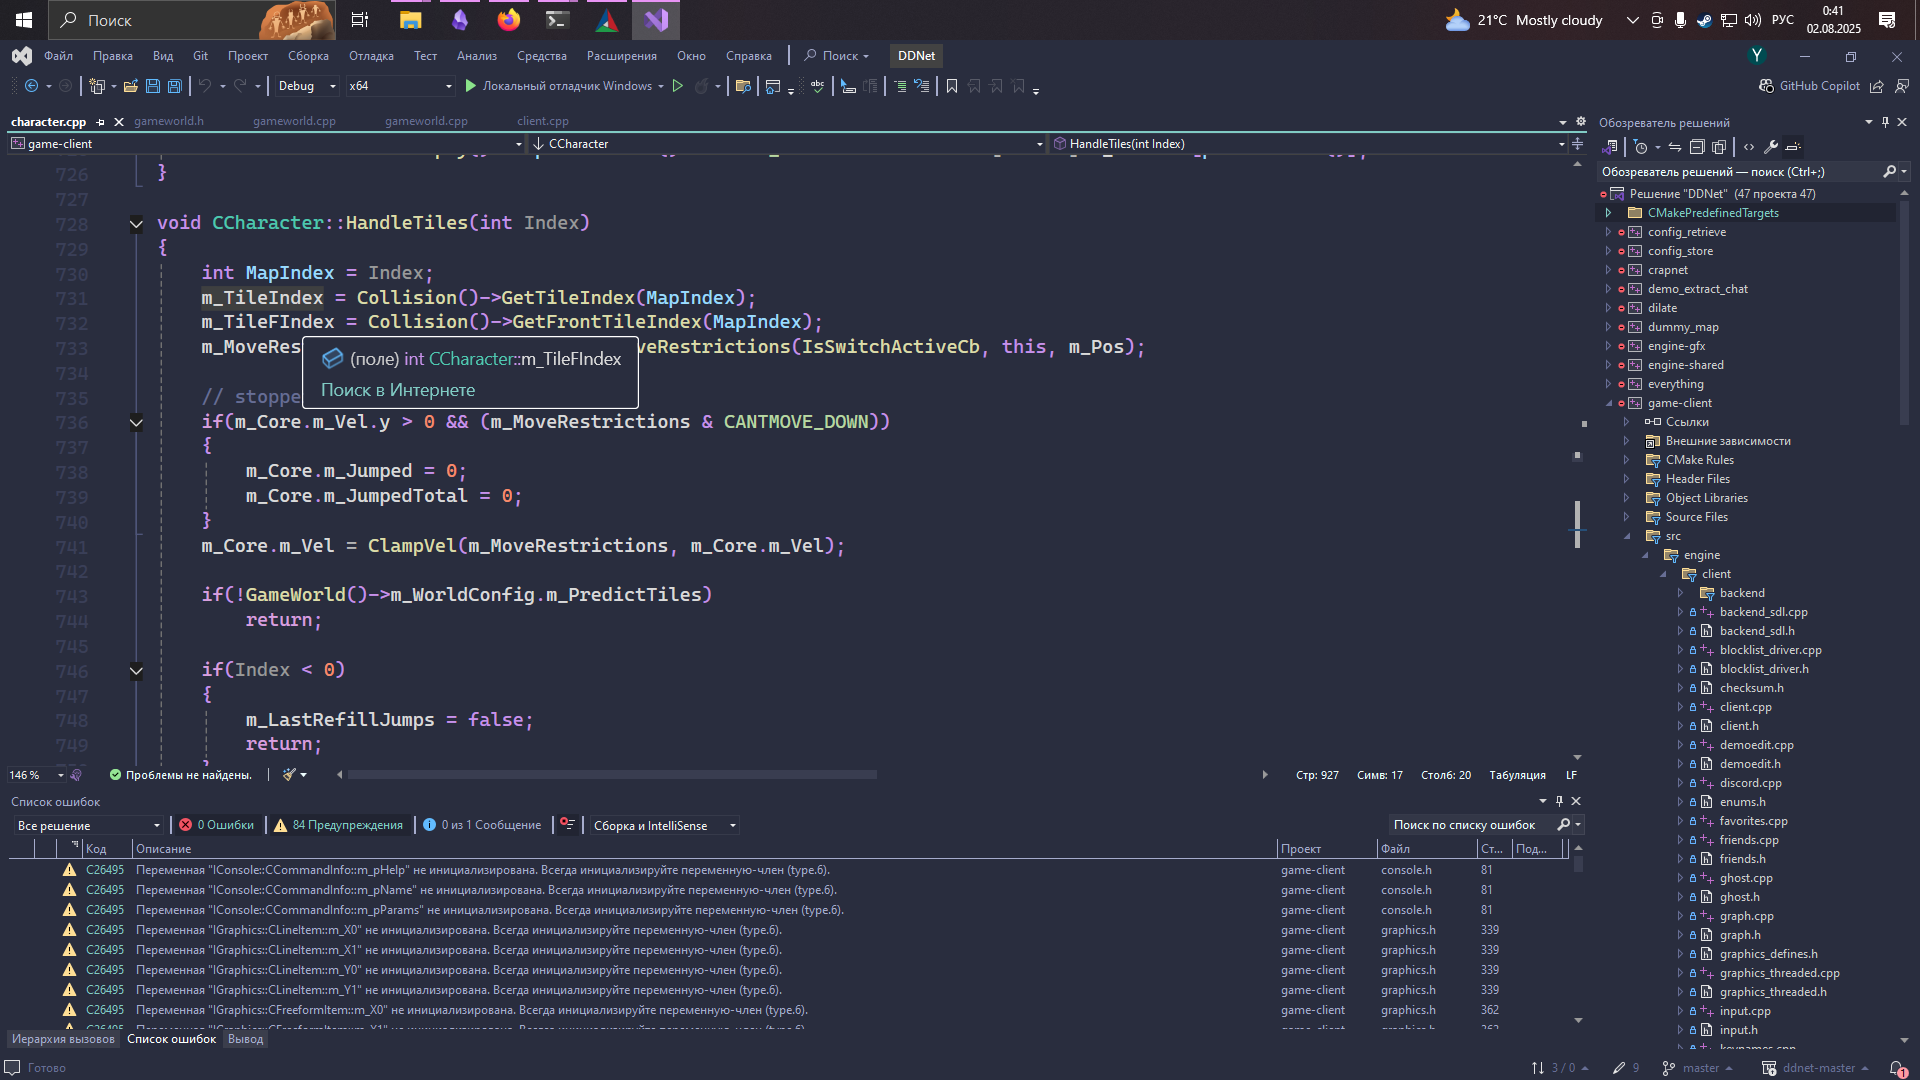 Поиск
21°C Mostly cloudy
РУС
0:41
02.08.2025
Файл Правка Вид Git Проект Сборка Отладка Тест Анализ Средства Расширения Окно Справка Поиск DDNet
Y
Debug x64 Локальный отладчик Windows
GitHub Copilot
character.cpp gameworld.h gameworld.cpp gameworld.cpp client.cpp
game-client CCharacter HandleTiles(int Index)
726 }
727
728 void CCharacter::HandleTiles(int Index)
729 {
730 int MapIndex = Index;
731 m_TileIndex = Collision()->GetTileIndex(MapIndex);
732 m_TileFIndex = Collision()->GetFrontTileIndex(MapIndex);
733 m_MoveRes veRestrictions(IsSwitchActiveCb, this, m_Pos);
(поле) int CCharacter::m_TileFIndex
Поиск в Интернете
734
735 // stoppe
736 if(m_Core.m_Vel.y > 0 && (m_MoveRestrictions & CANTMOVE_DOWN))
737 {
738 m_Core.m_Jumped = 0;
739 m_Core.m_JumpedTotal = 0;
740 }
741 m_Core.m_Vel = ClampVel(m_MoveRestrictions, m_Core.m_Vel);
742
743 if(!GameWorld()->m_WorldConfig.m_PredictTiles)
744 return;
745
746 if(Index < 0)
747 {
748 m_LastRefillJumps = false;
749 return;
146 % Проблемы не найдены. Стр: 927 Симв: 17 Столб: 20 Табуляция LF
Список ошибок
Все решение 0 Ошибки 84 Предупреждения 0 из 1 Сообщение Сборка и IntelliSense Поиск по списку ошибок
Код Описание Проект Файл Ст... Под...
C26495 Переменная "IConsole::CCommandInfo::m_pHelp" не инициализирована. Всегда инициализируйте переменную-член (type.6). game-client console.h 81
C26495 Переменная "IConsole::CCommandInfo::m_pName" не инициализирована. Всегда инициализируйте переменную-член (type.6). game-client console.h 81
C26495 Переменная "IConsole::CCommandInfo::m_pParams" не инициализирована. Всегда инициализируйте переменную-член (type.6). game-client console.h 81
C26495 Переменная "IGraphics::CLineItem::m_X0" не инициализирована. Всегда инициализируйте переменную-член (type.6). game-client graphics.h 339
C26495 Переменная "IGraphics::CLineItem::m_X1" не инициализирована. Всегда инициализируйте переменную-член (type.6). game-client graphics.h 339
C26495 Переменная "IGraphics::CLineItem::m_Y0" не инициализирована. Всегда инициализируйте переменную-член (type.6). game-client graphics.h 339
C26495 Переменная "IGraphics::CLineItem::m_Y1" не инициализирована. Всегда инициализируйте переменную-член (type.6). game-client graphics.h 339
C26495 Переменная "IGraphics::CFreeformItem::m_X0" не инициализирована. Всегда инициализируйте переменную-член (type.6). game-client graphics.h 362
Иерархия вызовов Список ошибок Вывод
Готово 3 / 0 9 master ddnet-master 1
Обозреватель решений
Обозреватель решений — поиск (Ctrl+;)
Решение "DDNet" (47 проекта 47)
CMakePredefinedTargets
config_retrieve
config_store
crapnet
demo_extract_chat
dilate
dummy_map
engine-gfx
engine-shared
everything
game-client
Ссылки
Внешние зависимости
CMake Rules
Header Files
Object Libraries
Source Files
src
engine
client
backend
backend_sdl.cpp
backend_sdl.h
blocklist_driver.cpp
blocklist_driver.h
checksum.h
client.cpp
client.h
demoedit.cpp
demoedit.h
discord.cpp
enums.h
favorites.cpp
friends.cpp
friends.h
ghost.cpp
ghost.h
graph.cpp
graph.h
graphics_defines.h
graphics_threaded.cpp
graphics_threaded.h
input.cpp
input.h
keynames.cpp